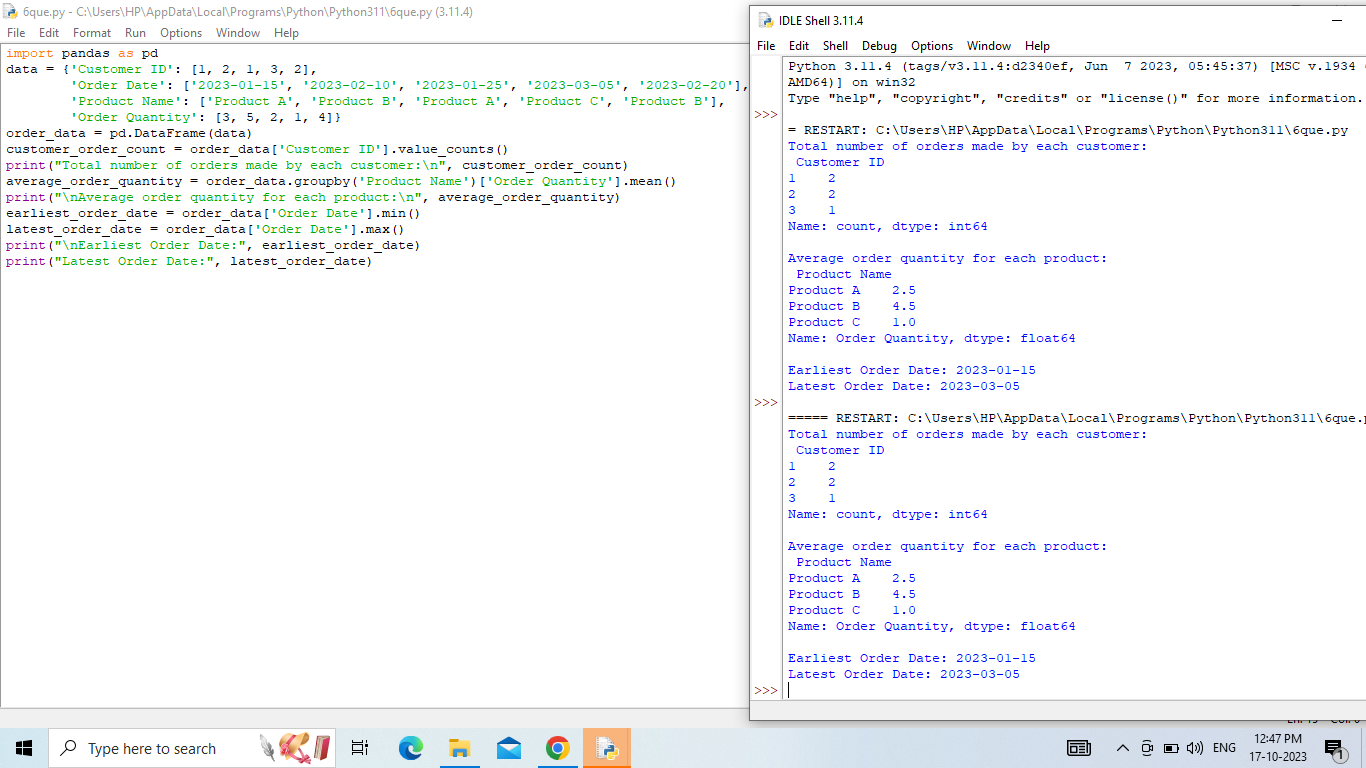 6que.py - C:\Users\HP\AppData\Local\Programs\Python\Python311\6que.py (3.11.4)
File Edit Format Run Options Window Help
import pandas as pd
data = {'Customer ID': [1, 2, 1, 3, 2],
        'Order Date': ['2023-01-15', '2023-02-10', '2023-01-25', '2023-03-05', '2023-02-20'],
        'Product Name': ['Product A', 'Product B', 'Product A', 'Product C', 'Product B'],
        'Order Quantity': [3, 5, 2, 1, 4]}
order_data = pd.DataFrame(data)
customer_order_count = order_data['Customer ID'].value_counts()
print("Total number of orders made by each customer:\n", customer_order_count)
average_order_quantity = order_data.groupby('Product Name')['Order Quantity'].mean()
print("\nAverage order quantity for each product:\n", average_order_quantity)
earliest_order_date = order_data['Order Date'].min()
latest_order_date = order_data['Order Date'].max()
print("\nEarliest Order Date:", earliest_order_date)
print("Latest Order Date:", latest_order_date)
IDLE Shell 3.11.4
File Edit Shell Debug Options Window Help
Python 3.11.4 (tags/v3.11.4:d2340ef, Jun  7 2023, 05:45:37) [MSC v.1934
AMD64)] on win32
Type "help", "copyright", "credits" or "license()" for more information.
>>>
= RESTART: C:\Users\HP\AppData\Local\Programs\Python\Python311\6que.py
Total number of orders made by each customer:
 Customer ID
1    2
2    2
3    1
Name: count, dtype: int64
Average order quantity for each product:
 Product Name
Product A    2.5
Product B    4.5
Product C    1.0
Name: Order Quantity, dtype: float64
Earliest Order Date: 2023-01-15
Latest Order Date: 2023-03-05
>>>
===== RESTART: C:\Users\HP\AppData\Local\Programs\Python\Python311\6que.p
Total number of orders made by each customer:
 Customer ID
1    2
2    2
3    1
Name: count, dtype: int64
Average order quantity for each product:
 Product Name
Product A    2.5
Product B    4.5
Product C    1.0
Name: Order Quantity, dtype: float64
Earliest Order Date: 2023-01-15
Latest Order Date: 2023-03-05
>>>
Type here to search
ENG
12:47 PM
17-10-2023
1